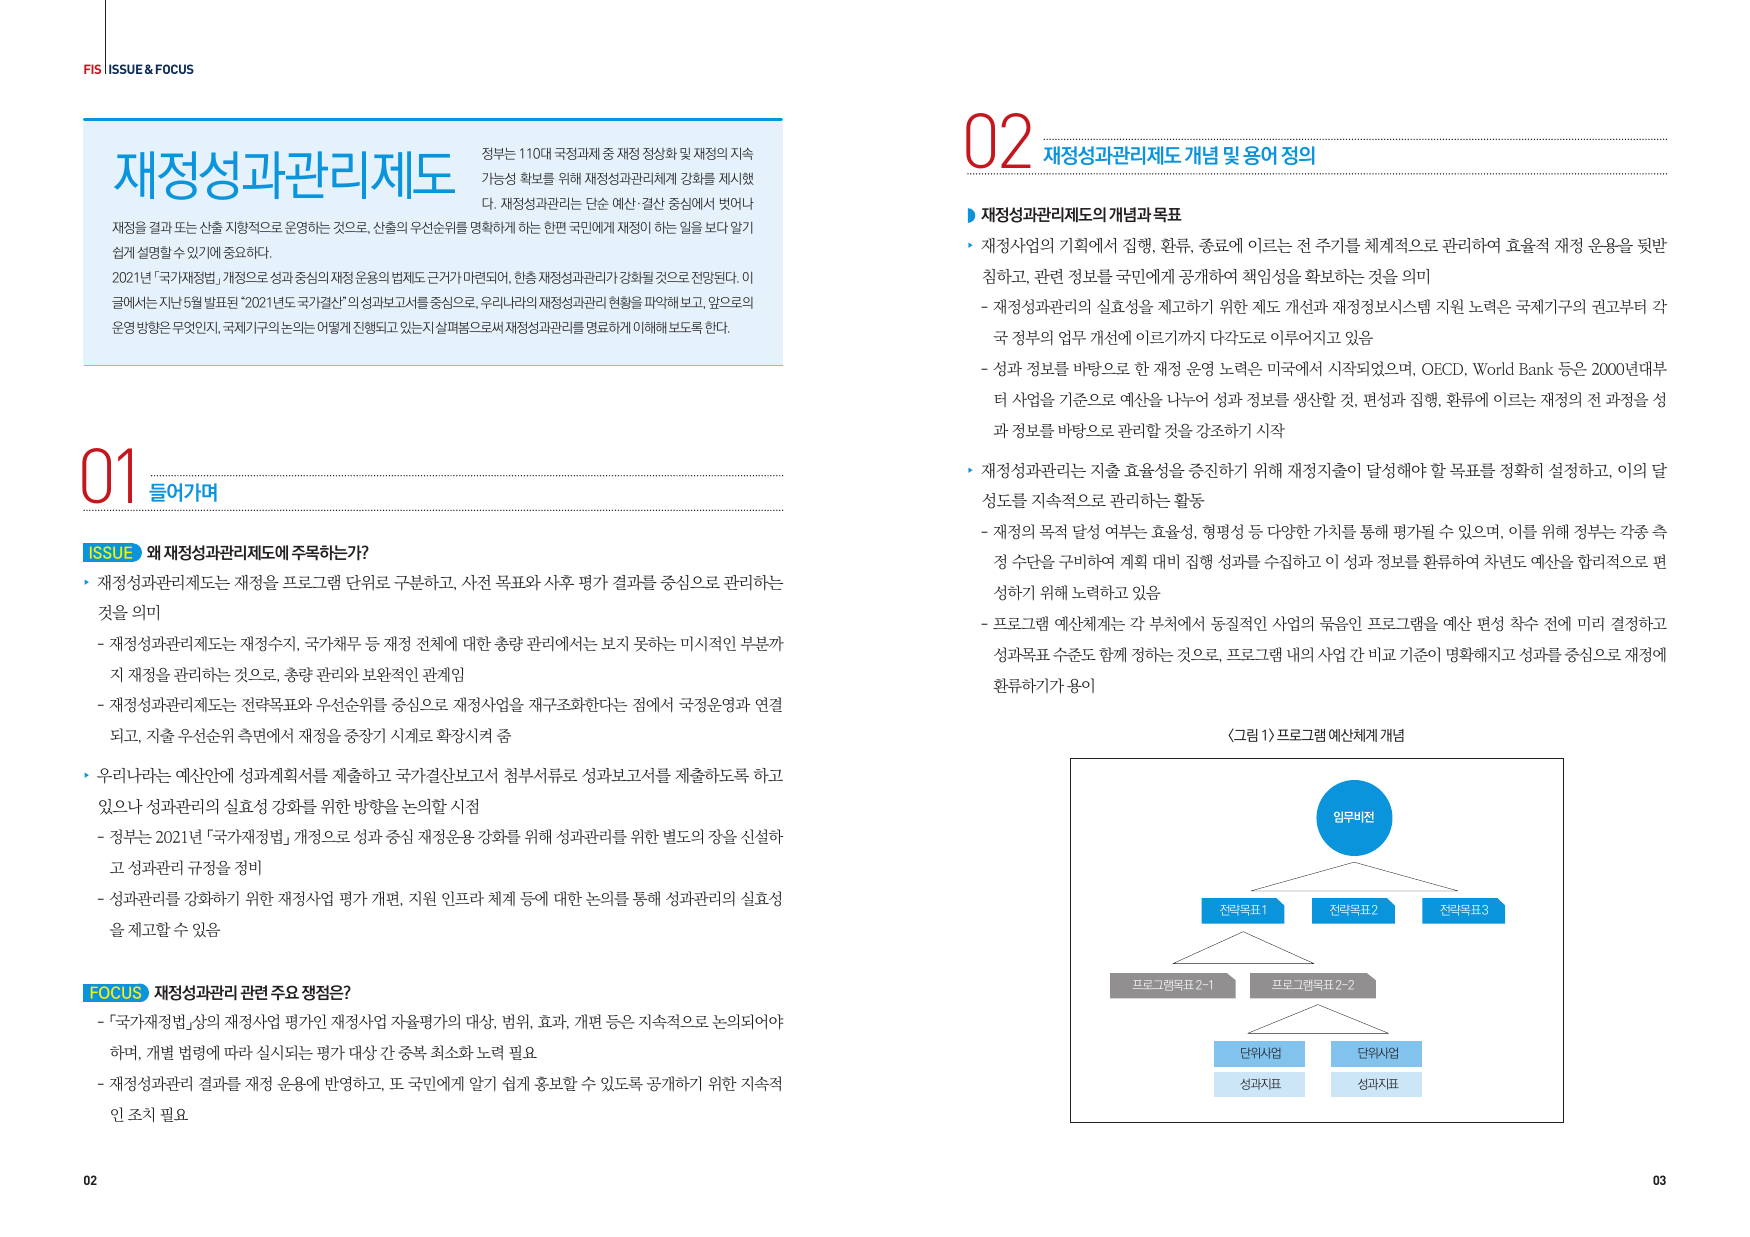 FIS ISSUE & FOCUS
재정성과관리제도
정부는 110대 국정과제 중 재정 정상화 및 재정의 지속
가능성 확보를 위해 재정성과관리체계 강화를 제시했
다. 재정성과관리는 단순 예산·결산 중심에서 벗어나
재정을 결과 또는 산출 지향적으로 운영하는 것으로, 산출의 우선순위를 명확하게 하는 한편 국민에게 재정이 하는 일을 보다 알기
쉽게 설명할 수 있기에 중요하다.
2021년 「국가재정법」 개정으로 성과 중심의 재정 운용의 법제도 근거가 마련되어, 한층 재정성과관리가 강화될 것으로 전망된다. 이
글에서는 지난 5월 발표된 “2021년도 국가결산”의 성과보고서를 중심으로, 우리나라의 재정성과관리 현황을 파악해 보고, 앞으로의
운영 방향은 무엇인지, 국제기구의 논의는 어떻게 진행되고 있는지 살펴봄으로써 재정성과관리를 명료하게 이해해 보도록 한다.
01 들어가며
ISSUE 왜 재정성과관리제도에 주목하는가?
‣ 재정성과관리제도는 재정을 프로그램 단위로 구분하고, 사전 목표와 사후 평가 결과를 중심으로 관리하는
것을 의미
- 재정성과관리제도는 재정수지, 국가채무 등 재정 전체에 대한 총량 관리에서는 보지 못하는 미시적인 부분까
지 재정을 관리하는 것으로, 총량 관리와 보완적인 관계임
- 재정성과관리제도는 전략목표와 우선순위를 중심으로 재정사업을 재구조화한다는 점에서 국정운영과 연결
되고, 지출 우선순위 측면에서 재정을 중장기 시계로 확장시켜 줌
‣ 우리나라는 예산안에 성과계획서를 제출하고 국가결산보고서 첨부서류로 성과보고서를 제출하도록 하고
있으나 성과관리의 실효성 강화를 위한 방향을 논의할 시점
- 정부는 2021년 「국가재정법」 개정으로 성과 중심 재정운용 강화를 위해 성과관리를 위한 별도의 장을 신설하
고 성과관리 규정을 정비
- 성과관리를 강화하기 위한 재정사업 평가 개편, 지원 인프라 체계 등에 대한 논의를 통해 성과관리의 실효성
을 제고할 수 있음
FOCUS 재정성과관리 관련 주요 쟁점은?
- 「국가재정법」상의 재정사업 평가인 재정사업 자율평가의 대상, 범위, 효과, 개편 등은 지속적으로 논의되어야
하며, 개별 법령에 따라 실시되는 평가 대상 간 중복 최소화 노력 필요
- 재정성과관리 결과를 재정 운용에 반영하고, 또 국민에게 알기 쉽게 홍보할 수 있도록 공개하기 위한 지속적
인 조치 필요
02
02 재정성과관리제도 개념 및 용어 정의
재정성과관리제도의 개념과 목표
‣ 재정사업의 기획에서 집행, 환류, 종료에 이르는 전 주기를 체계적으로 관리하여 효율적 재정 운용을 뒷받
침하고, 관련 정보를 국민에게 공개하여 책임성을 확보하는 것을 의미
- 재정성과관리의 실효성을 제고하기 위한 제도 개선과 재정정보시스템 지원 노력은 국제기구의 권고부터 각
국 정부의 업무 개선에 이르기까지 다각도로 이루어지고 있음
- 성과 정보를 바탕으로 한 재정 운영 노력은 미국에서 시작되었으며, OECD, World Bank 등은 2000년대부
터 사업을 기준으로 예산을 나누어 성과 정보를 생산할 것, 편성과 집행, 환류에 이르는 재정의 전 과정을 성
과 정보를 바탕으로 관리할 것을 강조하기 시작
‣ 재정성과관리는 지출 효율성을 증진하기 위해 재정지출이 달성해야 할 목표를 정확히 설정하고, 이의 달
성도를 지속적으로 관리하는 활동
- 재정의 목적 달성 여부는 효율성, 형평성 등 다양한 가치를 통해 평가될 수 있으며, 이를 위해 정부는 각종 측
정 수단을 구비하여 계획 대비 집행 성과를 수집하고 이 성과 정보를 환류하여 차년도 예산을 합리적으로 편
성하기 위해 노력하고 있음
- 프로그램 예산체계는 각 부처에서 동질적인 사업의 묶음인 프로그램을 예산 편성 착수 전에 미리 결정하고
성과목표 수준도 함께 정하는 것으로, 프로그램 내의 사업 간 비교 기준이 명확해지고 성과를 중심으로 재정에
환류하기가 용이
〈그림 1〉 프로그램 예산체계 개념
임무비전
전략목표1 전략목표2 전략목표3
프로그램목표 2-1 프로그램목표 2-2
단위사업 단위사업
성과지표 성과지표
03